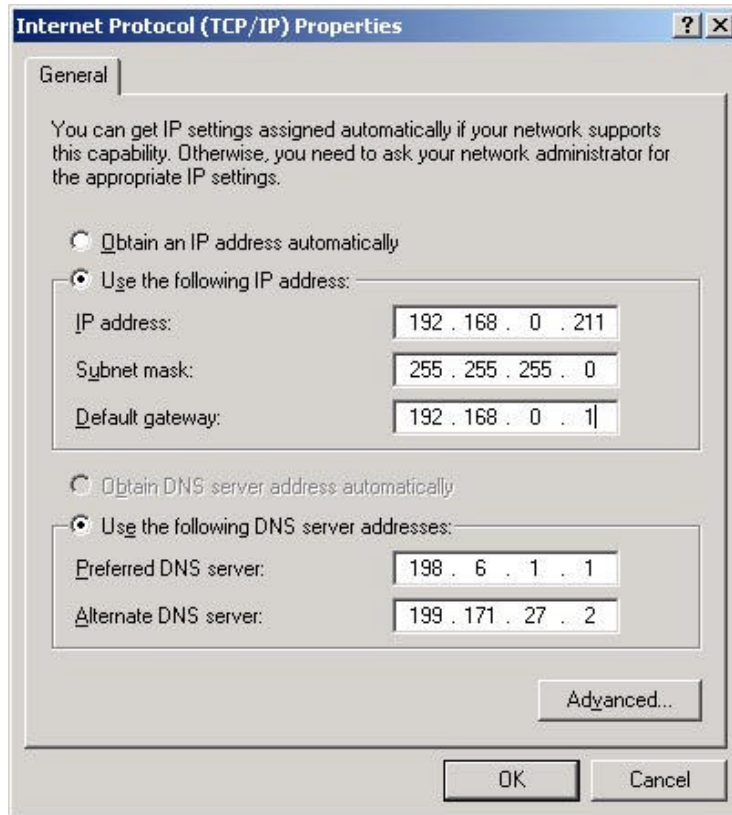 Internet Protocol (TCP/IP) Properties
General
You can get IP settings assigned automatically if your network supports
this capability. Otherwise, you need to ask your network administrator for
the appropriate IP settings.
Obtain an IP address automatically
Use the following IP address:
IP address: 192 . 168 . 0 . 211
Subnet mask: 255 . 255 . 255 . 0
Default gateway: 192 . 168 . 0 . 1
Obtain DNS server address automatically
Use the following DNS server addresses:
Preferred DNS server: 198 . 6 . 1 . 1
Alternate DNS server: 199 . 171 . 27 . 2
Advanced...
OK Cancel